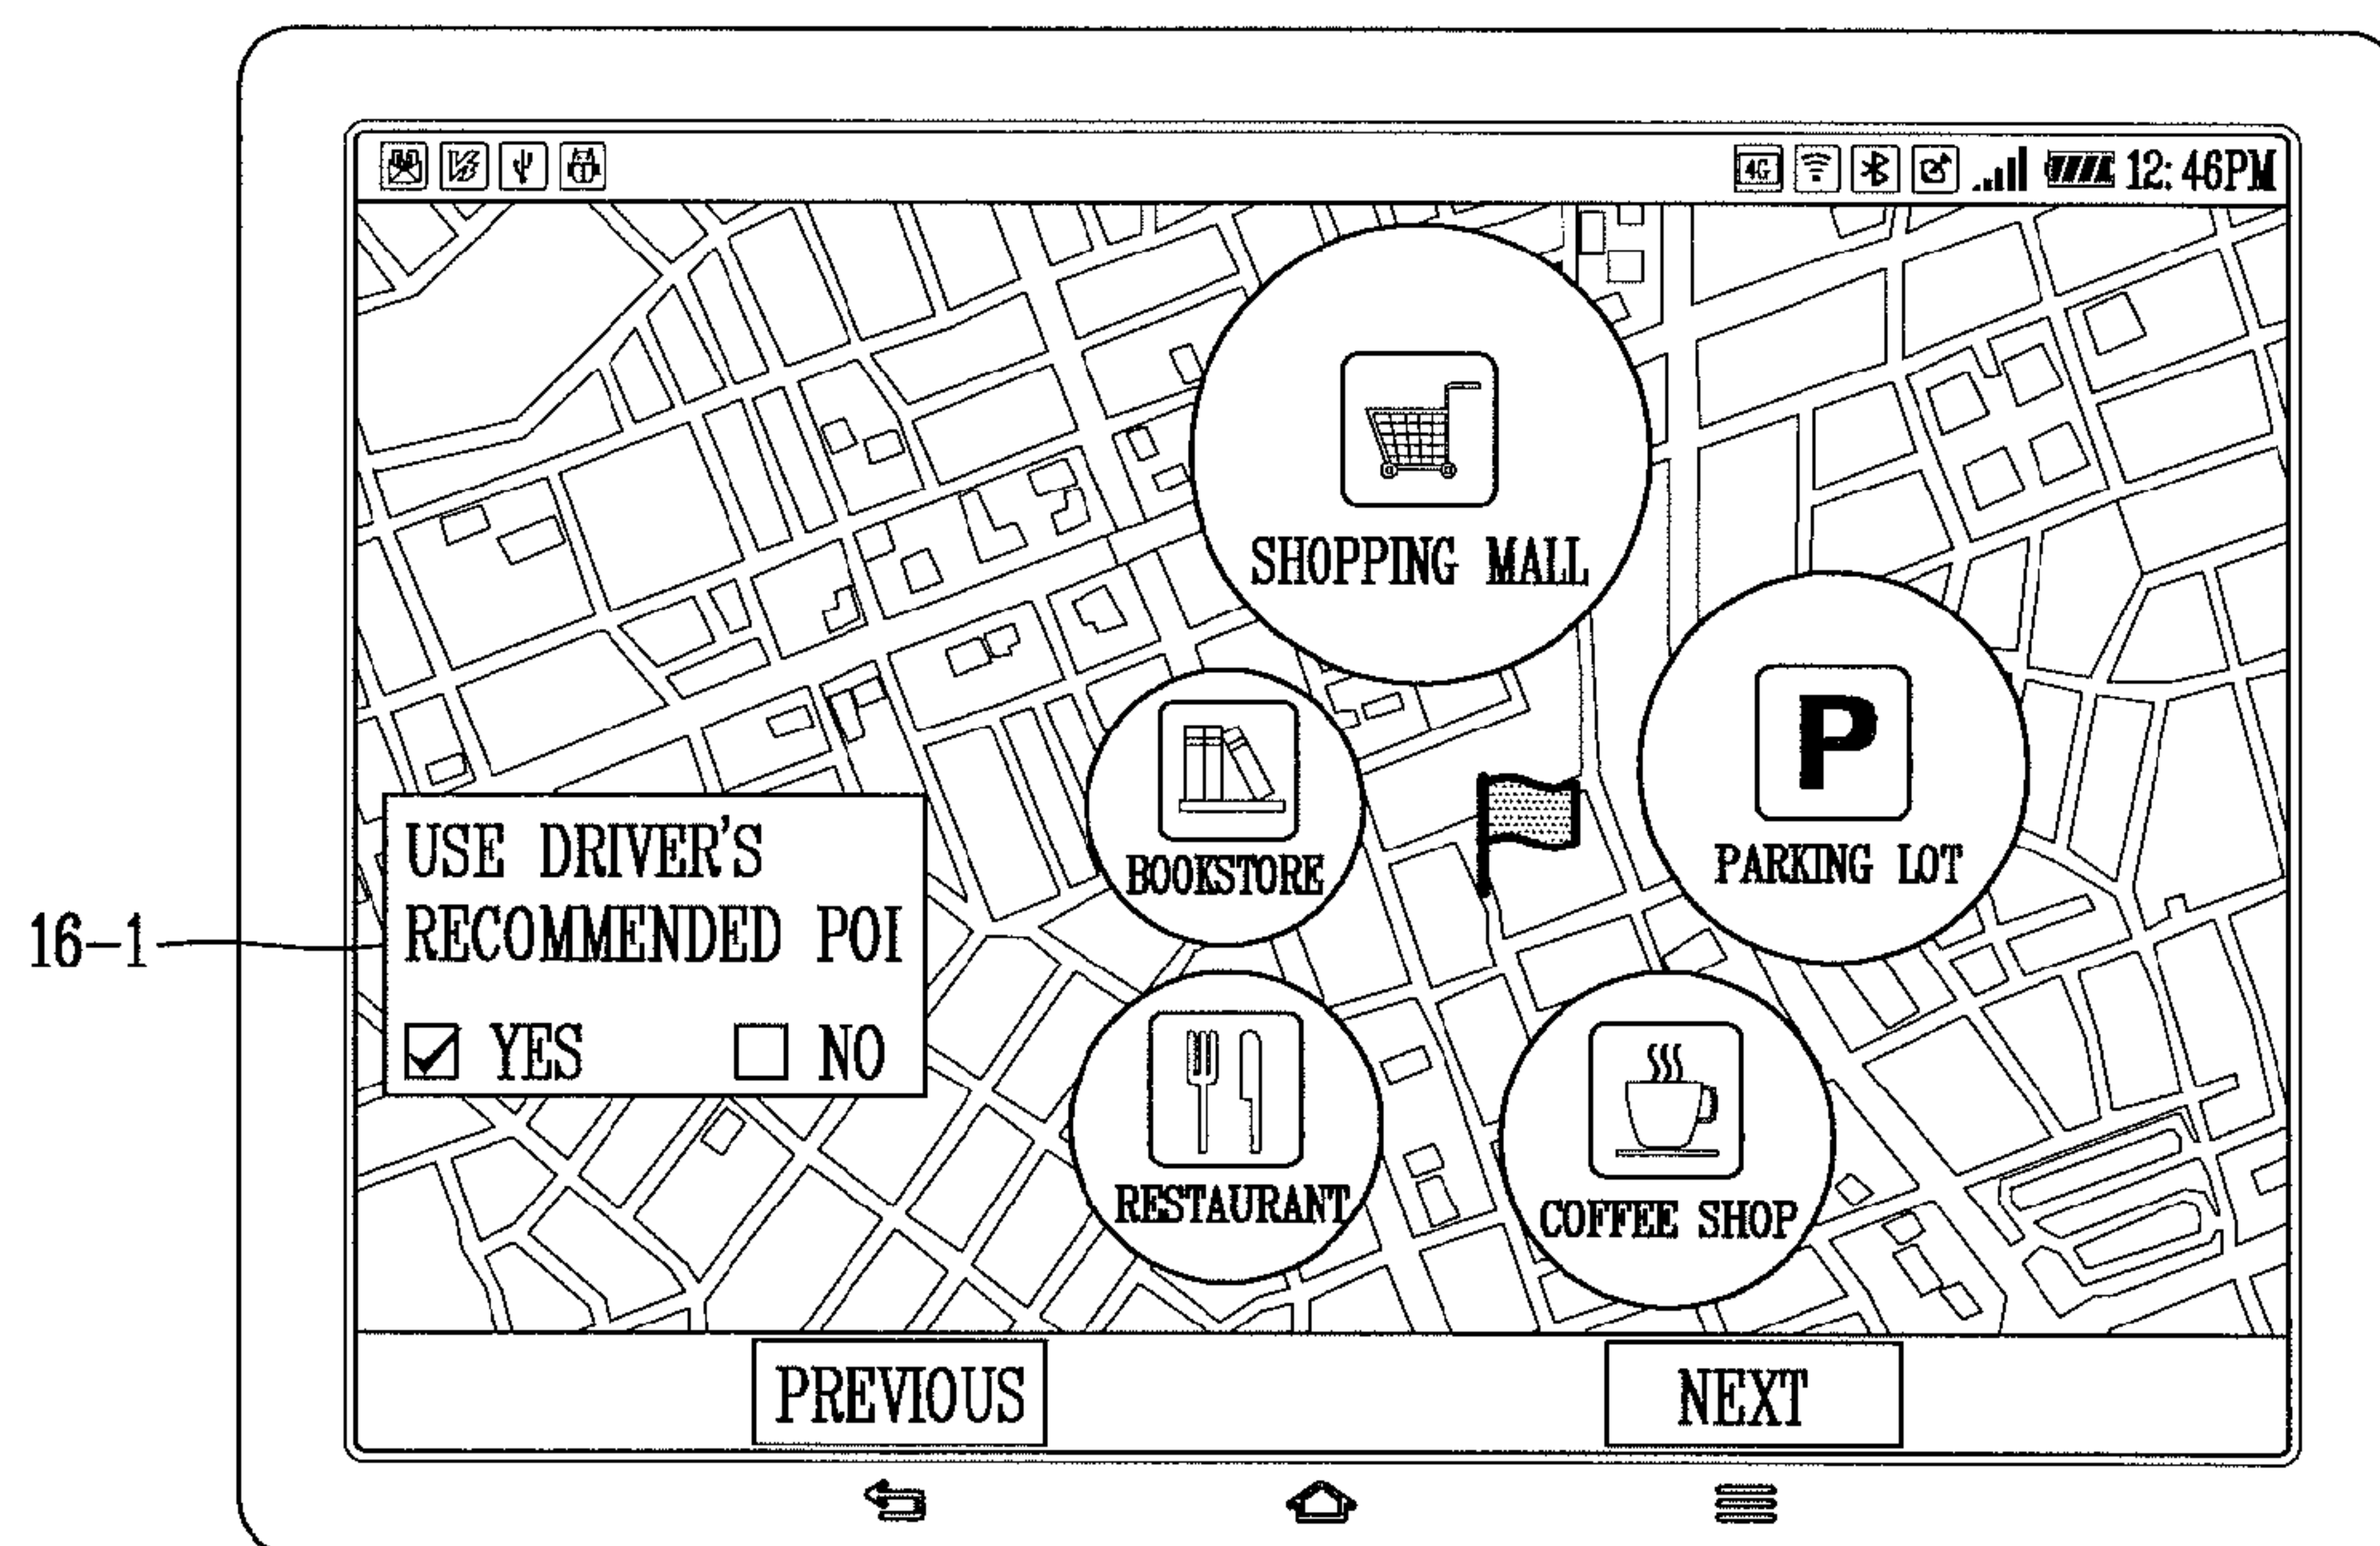 4G 12:46PM
SHOPPING MALL
P
PARKING LOT
BOOKSTORE
USE DRIVER'S
RECOMMENDED POI
YES NO
16-1
RESTAURANT
COFFEE SHOP
PREVIOUS NEXT